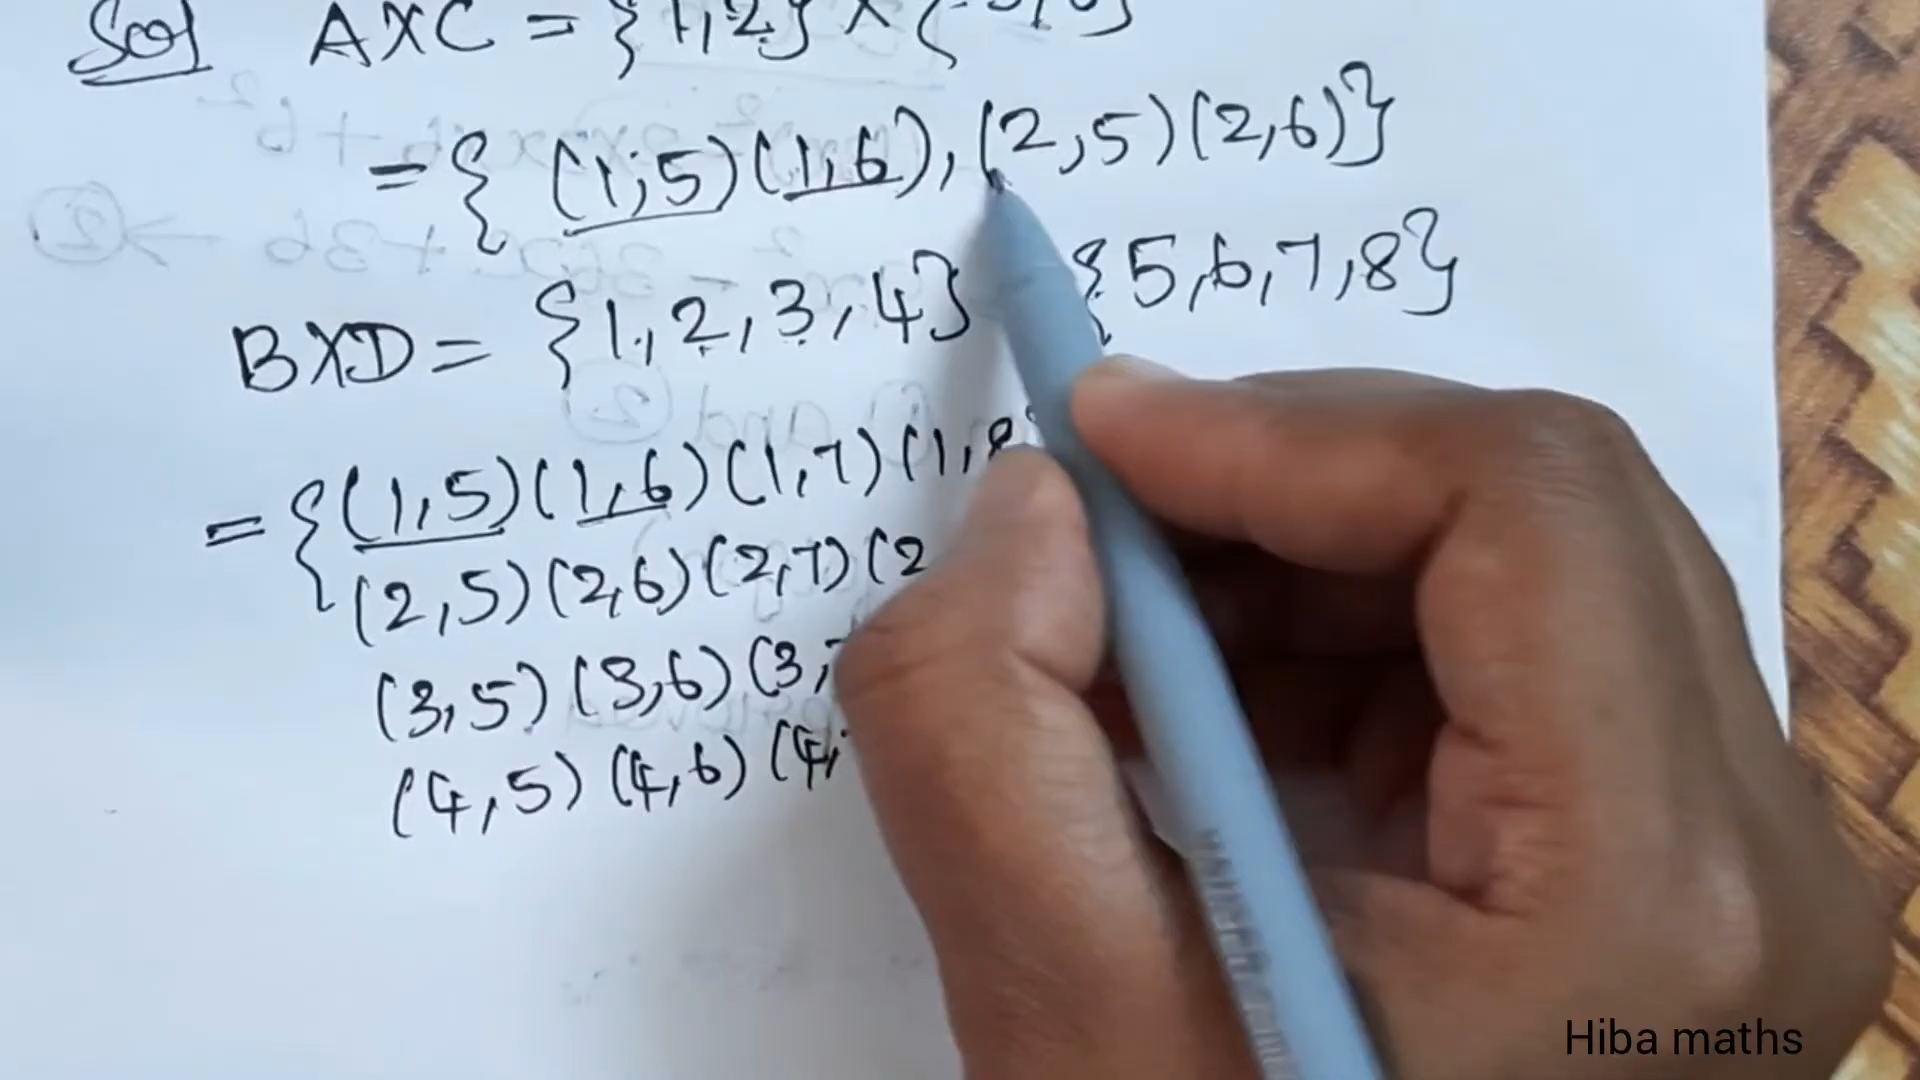 Sol A×C = {1,2} × {5,6}
= { (1,5) (1,6), (2,5) (2,6) }
B×D = {1,2,3,4} {5,6,7,8}
= { (1,5) (1,6) (1,7) (1,8
(2,5) (2,6) (2,7) (2
(3,5) (3,6) (3,
(4,5) (4,6) (4,
Hiba maths